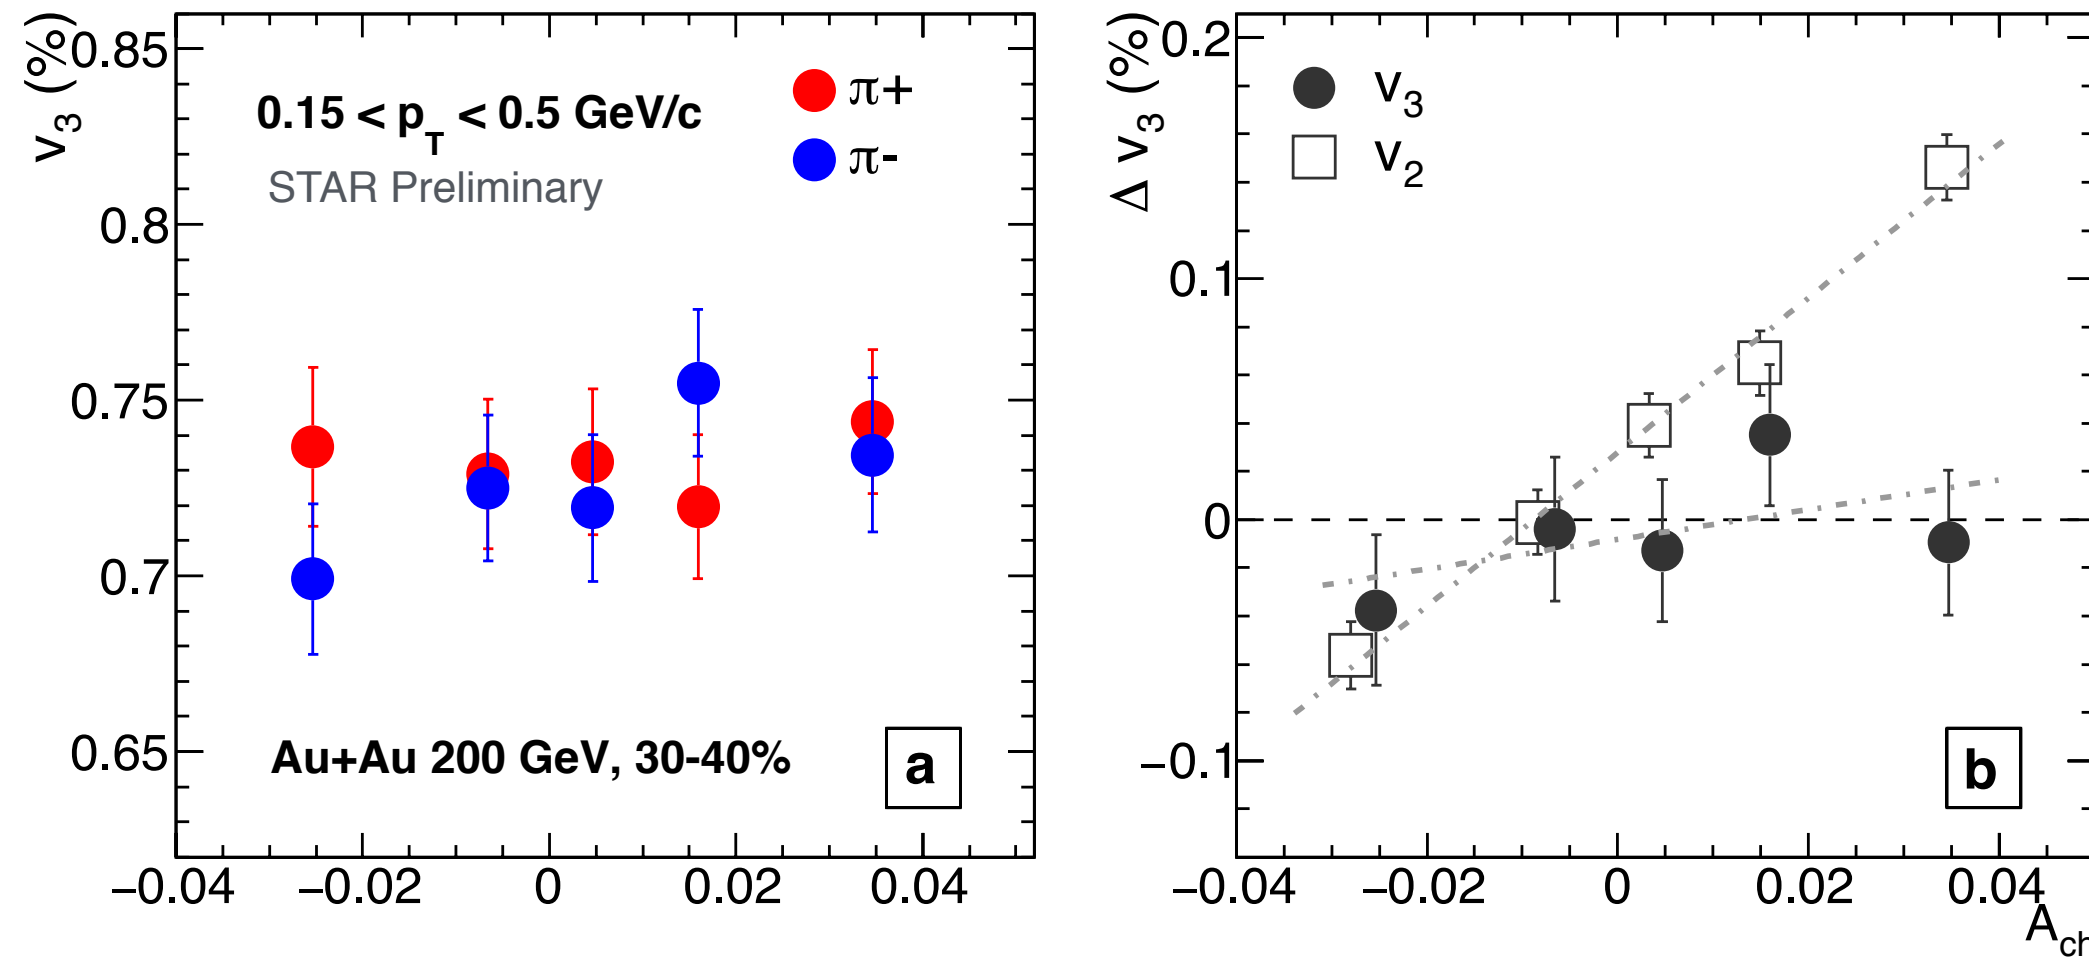 v3 (%)
0.85
0.8
0.75
0.7
0.65
0.15 < pT < 0.5 GeV/c
STAR Preliminary
π+
π-
Au+Au 200 GeV, 30-40%
a
−0.04 −0.02 0 0.02 0.04
Δ v3 (%)
0.2
0.1
0
−0.1
v3
v2
b
−0.04 −0.02 0 0.02 0.04
Ach